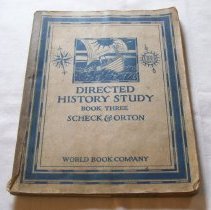 DIRECTED
HISTORY STUDY
BOOK THREE
SCHECK & ORTON
WORLD BOOK COMPANY